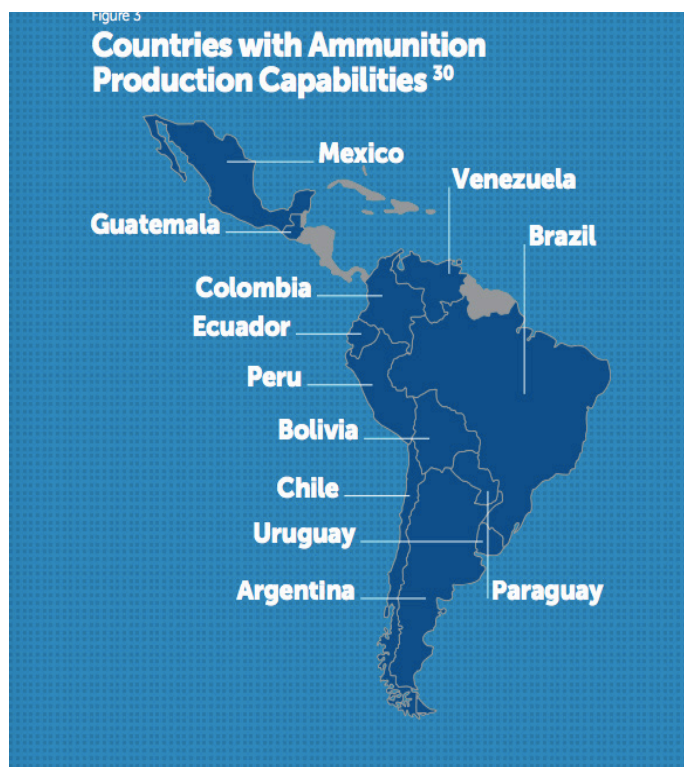 Figure 3
Countries with Ammunition
Production Capabilities 30
Mexico
Venezuela
Guatemala
Brazil
Colombia
Ecuador
Peru
Bolivia
Chile
Uruguay
Argentina
Paraguay